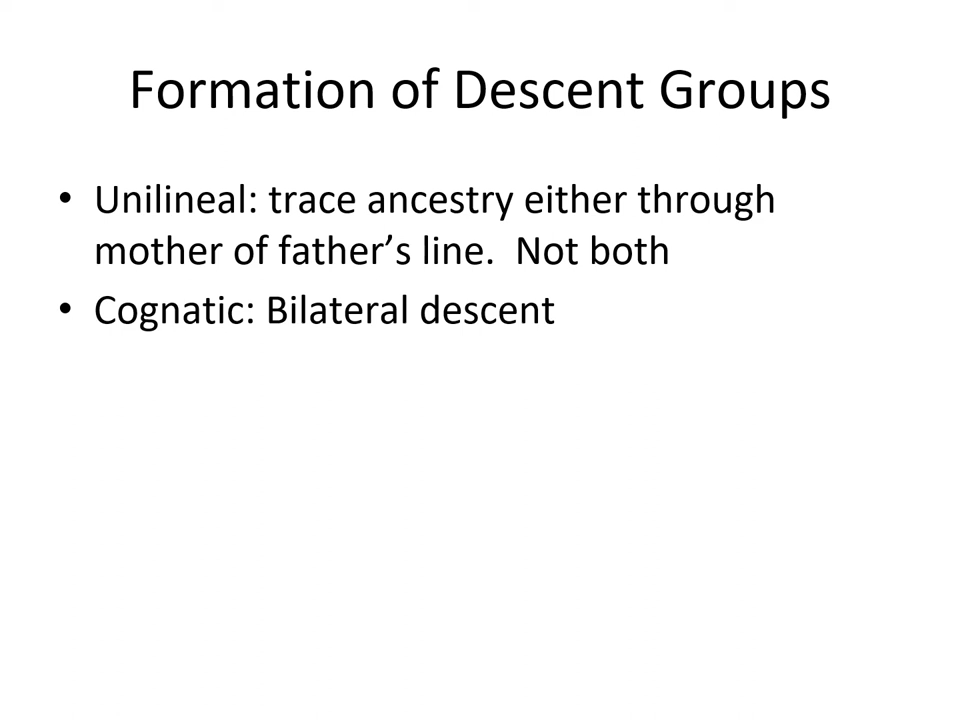 Formation of Descent Groups
• Unilineal: trace ancestry either through
mother of father’s line.  Not both
• Cognatic: Bilateral descent